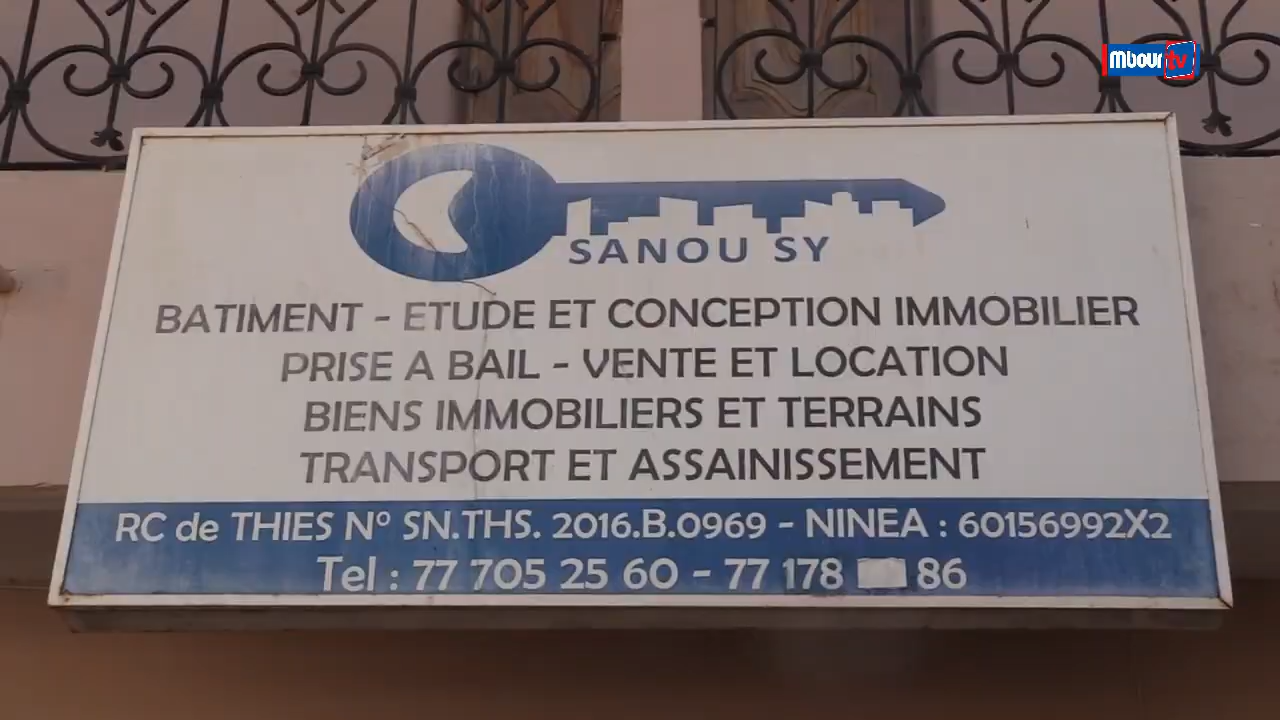 Mbour tv
SANOU SY
BATIMENT - ETUDE ET CONCEPTION IMMOBILIER
PRISE A BAIL - VENTE ET LOCATION
BIENS IMMOBILIERS ET TERRAINS
TRANSPORT ET ASSAINISSEMENT
RC de THIES N° SN.THS. 2016.B.0969 - NINEA : 60156992X2
Tel : 77 705 25 60 - 77 178 86